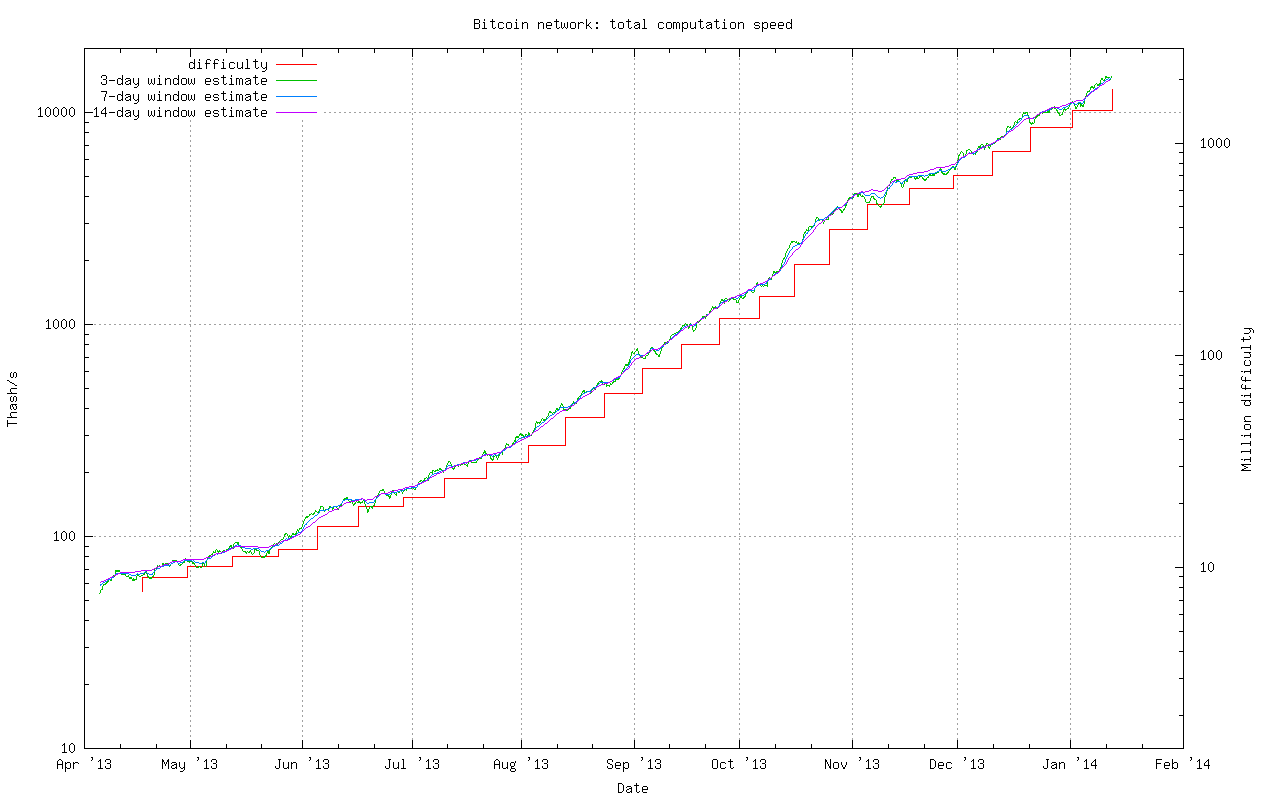 Bitcoin network: total computation speed
difficulty
3-day window estimate
7-day window estimate
14-day window estimate
10000
1000
100
10
Thash/s
1000
100
10
Million difficulty
Apr '13 May '13 Jun '13 Jul '13 Aug '13 Sep '13 Oct '13 Nov '13 Dec '13 Jan '14 Feb '14
Date